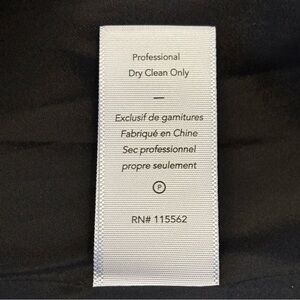 Professional
Dry Clean Only
—
Exclusif de garnitures
Fabriqué en Chine
Sec professionnel
propre seulement
P
RN# 115562